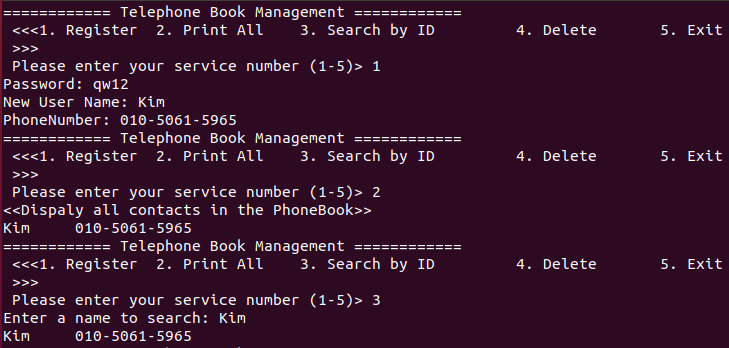 ============ Telephone Book Management ============
<<<1. Register  2. Print All    3. Search by ID         4. Delete       5. Exit
>>>
Please enter your service number (1-5)> 1
Password: qw12
New User Name: Kim
PhoneNumber: 010-5061-5965
============ Telephone Book Management ============
<<<1. Register  2. Print All    3. Search by ID         4. Delete       5. Exit
>>>
Please enter your service number (1-5)> 2
<<Dispaly all contacts in the PhoneBook>>
Kim     010-5061-5965
============ Telephone Book Management ============
<<<1. Register  2. Print All    3. Search by ID         4. Delete       5. Exit
>>>
Please enter your service number (1-5)> 3
Enter a name to search: Kim
Kim     010-5061-5965